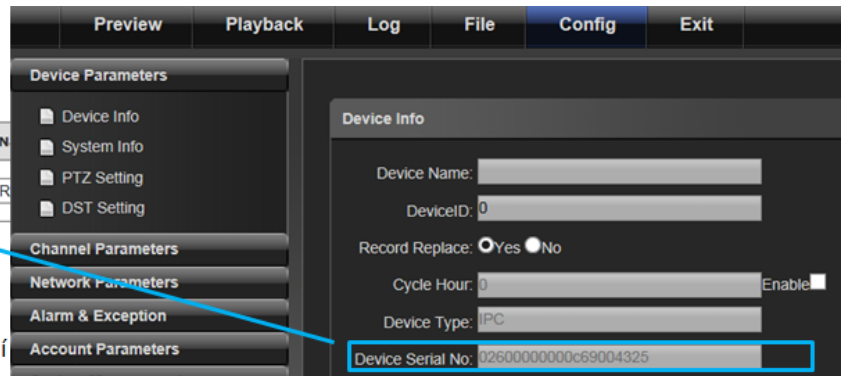 Preview Playback Log File Config Exit
Device Parameters
Device Info
System Info
PTZ Setting
DST Setting
Channel Parameters
Network Parameters
Alarm & Exception
Account Parameters
Device Info
Device Name:
DeviceID: 0
Record Replace: Yes No
Cycle Hour: 0 Enable
Device Type: IPC
Device Serial No: 02600000000c69004325
N
R
í